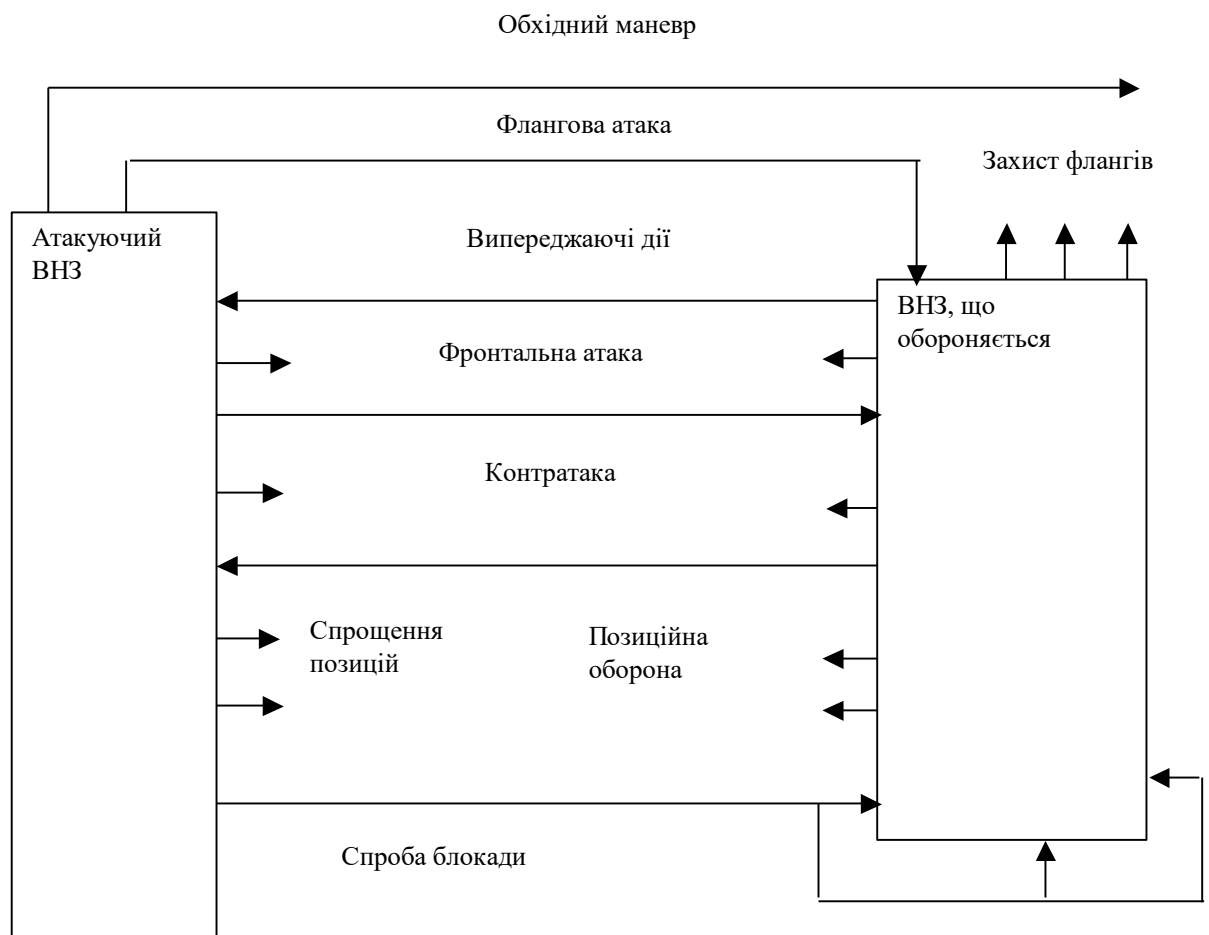 Обхідний маневр
Флангова атака
Захист флангів
Атакуючий
ВНЗ
Випереджаючі дії
ВНЗ, що
обороняється
Фронтальна атака
Контратака
Спрощення
позицій
Позиційна
оборона
Спроба блокади